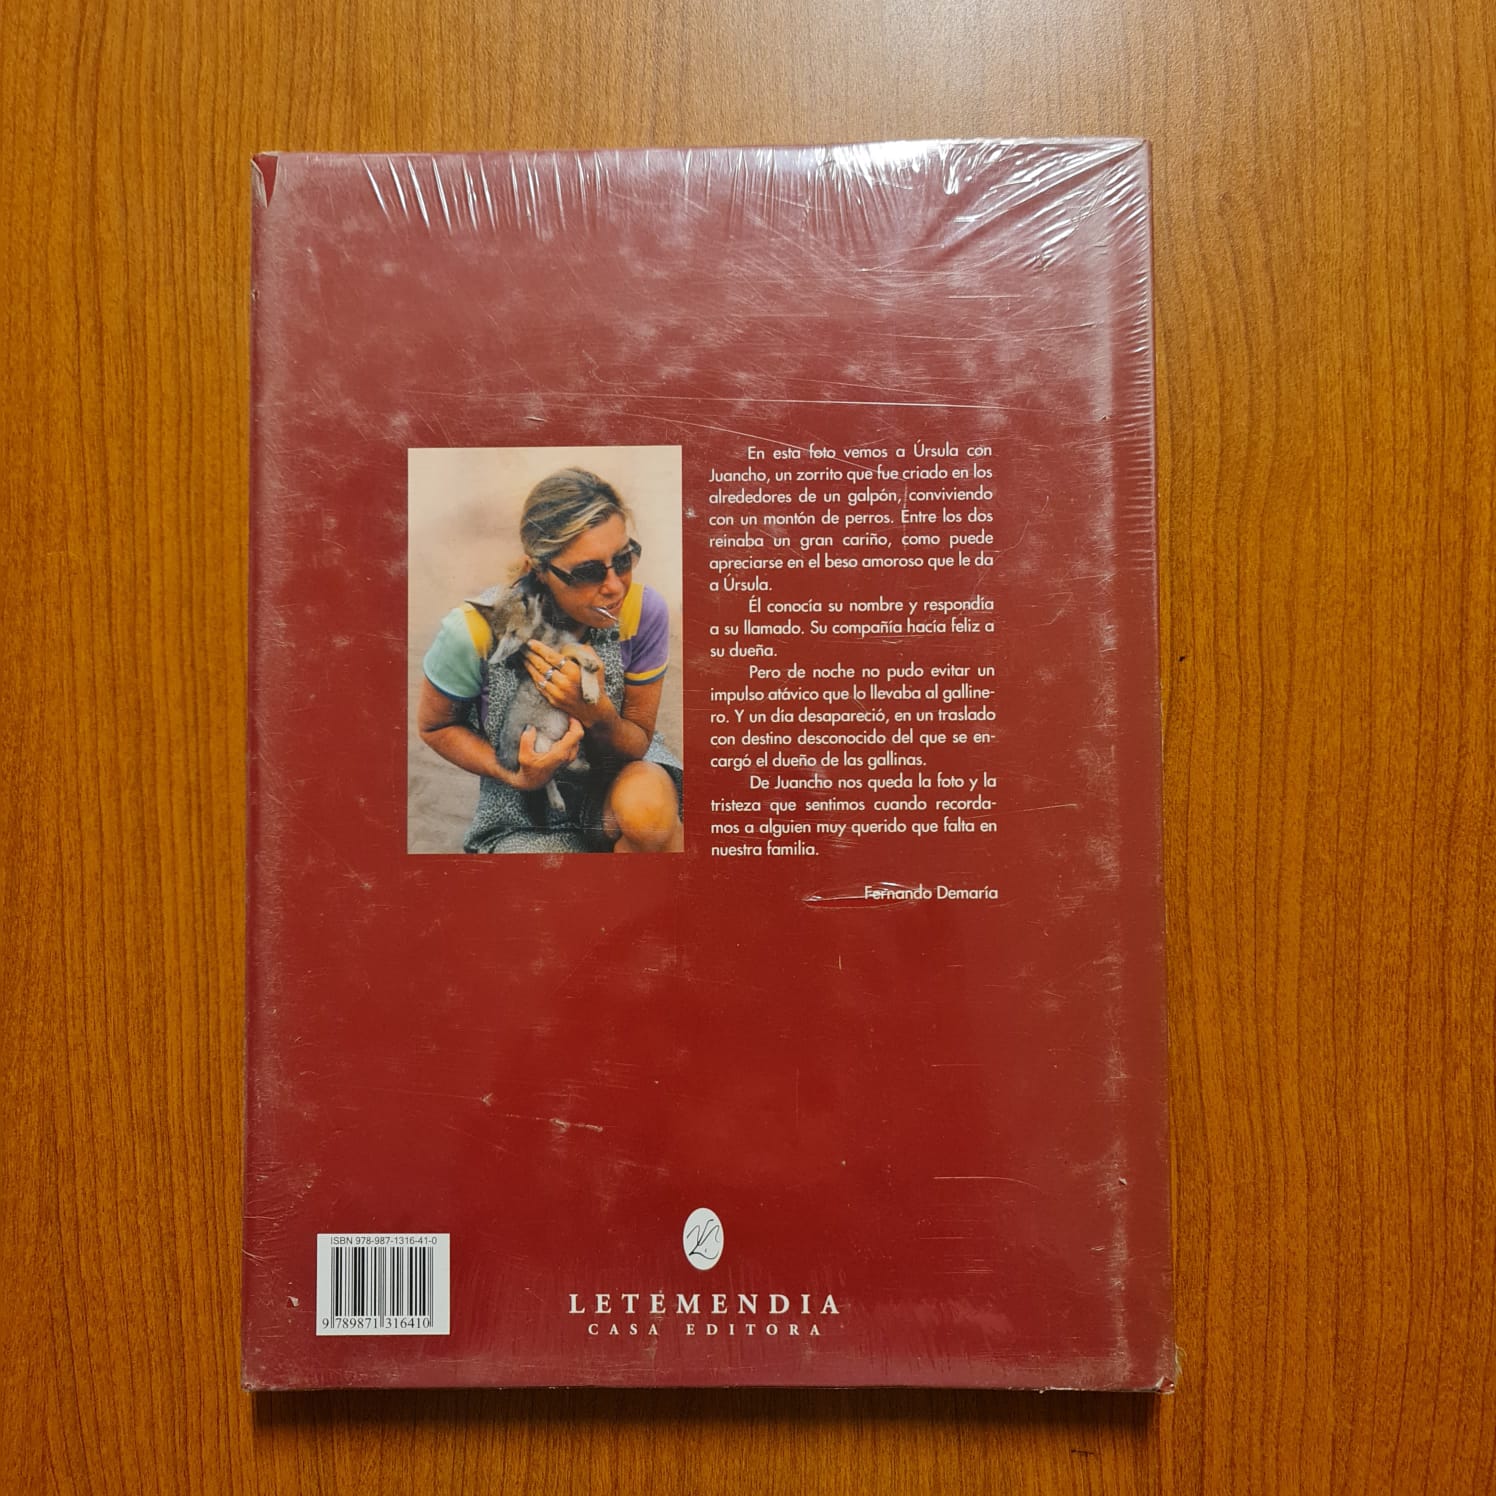 En esta foto vemos a Úrsula con
Juancho, un zorrito que fue criado en los
alrededores de un galpón, conviviendo
con un montón de perros. Entre los dos
reinaba un gran cariño, como puede
apreciarse en el beso amoroso que le da
a Úrsula.
Él conocía su nombre y respondía
a su llamado. Su compañía hacía feliz a
su dueña.
Pero de noche no pudo evitar un
impulso atávico que lo llevaba al galline-
ro. Y un día desapareció, en un traslado
con destino desconocido del que se en-
cargó el dueño de las gallinas.
De Juancho nos queda la foto y la
tristeza que sentimos cuando recorda-
mos a alguien muy querido que falta en
nuestra familia.
Fernando Demaría
ISBN 978-987-1316-41-0
9 789871 316410
LETEMENDIA
CASA EDITORA